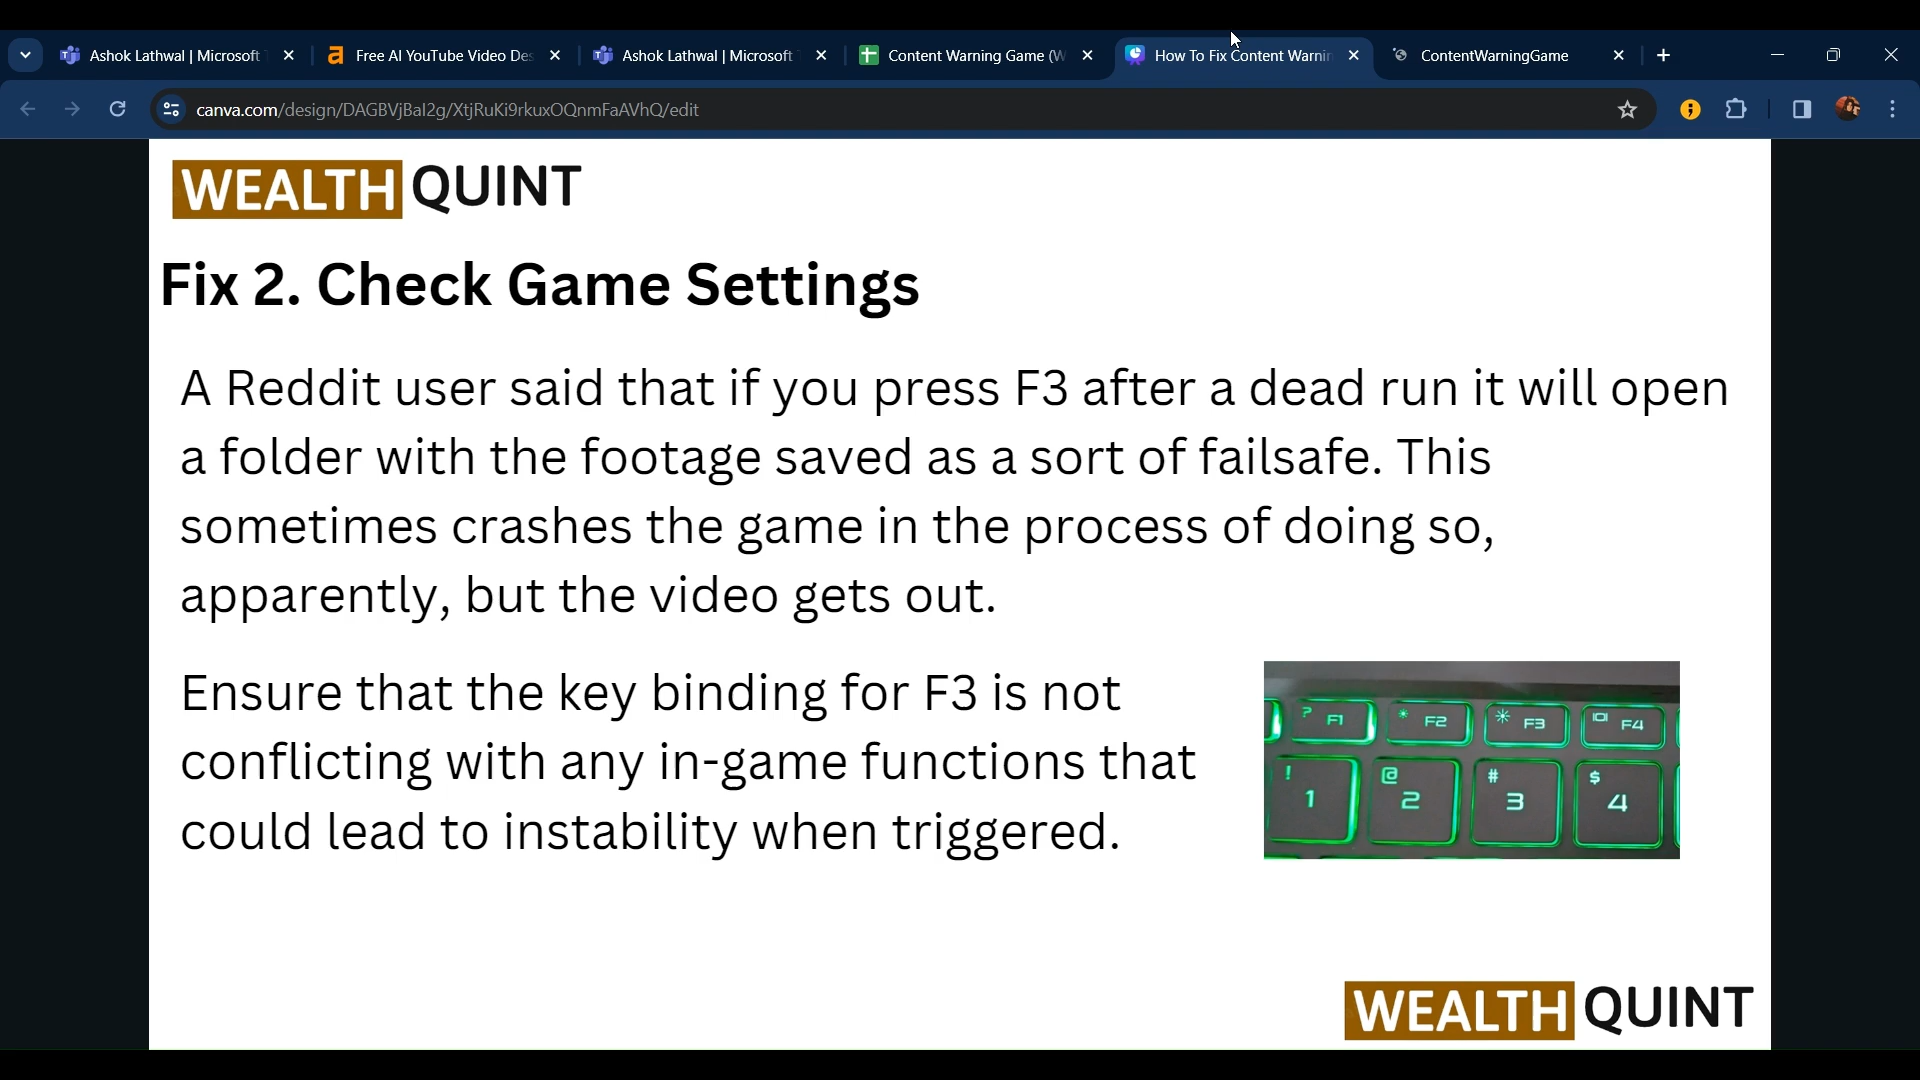 Ashok Lathwal | Microsoft
Free AI YouTube Video Des
Ashok Lathwal | Microsoft
Content Warning Game (W
How To Fix Content Warnin
ContentWarningGame
canva.com/design/DAGBVjBaI2g/XtjRuKi9rkuxOQnmFaAVhQ/edit
WEALTH QUINT
Fix 2. Check Game Settings
A Reddit user said that if you press F3 after a dead run it will open
a folder with the footage saved as a sort of failsafe. This
sometimes crashes the game in the process of doing so,
apparently, but the video gets out.
Ensure that the key binding for F3 is not
conflicting with any in-game functions that
could lead to instability when triggered.
? F1 F2 F3 F4
! 1 @ 2 # 3 $ 4
WEALTH QUINT